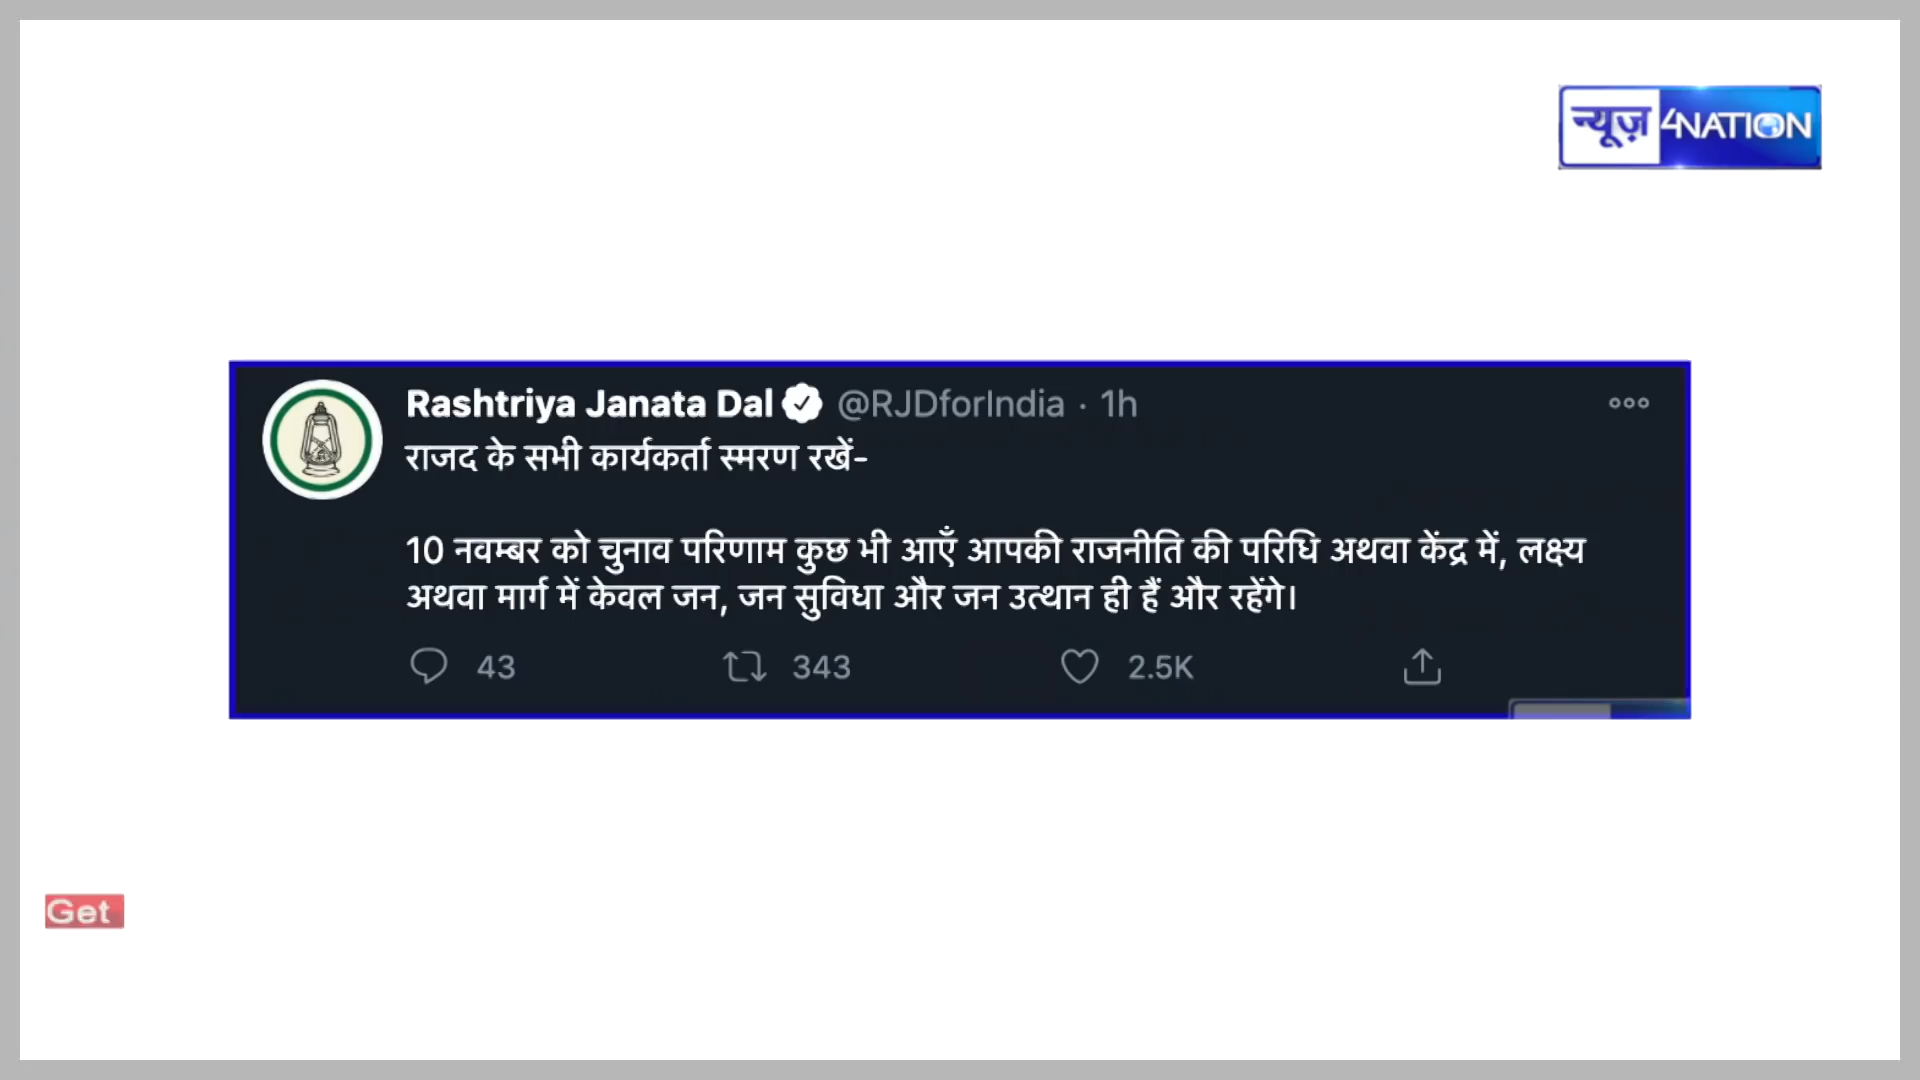 न्यूज़ 4NATION
Rashtriya Janata Dal @RJDforIndia · 1h
राजद के सभी कार्यकर्ता स्मरण रखें-
10 नवम्बर को चुनाव परिणाम कुछ भी आएँ आपकी राजनीति की परिधि अथवा केंद्र में, लक्ष्य
अथवा मार्ग में केवल जन, जन सुविधा और जन उत्थान ही हैं और रहेंगे।
43 343 2.5K
Get